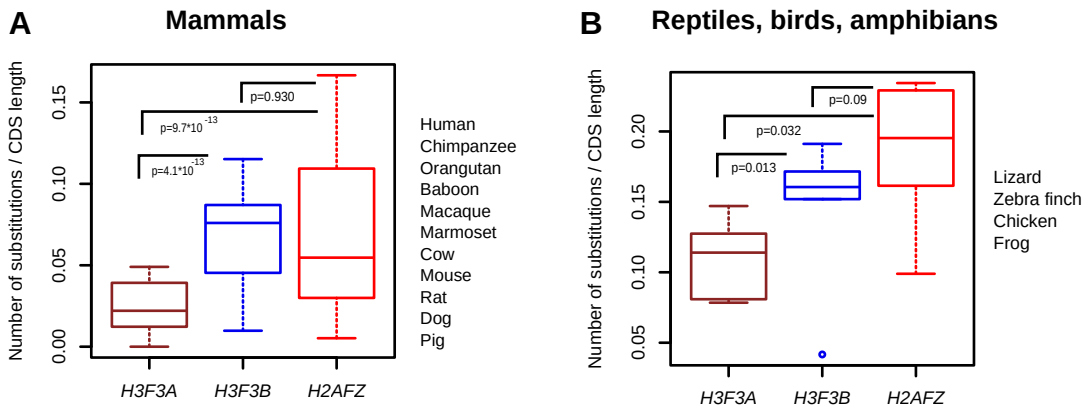 A
Mammals
Number of substitutions / CDS length
0.15
0.10
0.05
0.00
p=0.930
p=9.7*10 -13
p=4.1*10 -13
H3F3A
H3F3B
H2AFZ
Human
Chimpanzee
Orangutan
Baboon
Macaque
Marmoset
Cow
Mouse
Rat
Dog
Pig
B
Reptiles, birds, amphibians
Number of substitutions / CDS length
0.20
0.15
0.10
0.05
p=0.09
p=0.032
p=0.013
H3F3A
H3F3B
H2AFZ
Lizard
Zebra finch
Chicken
Frog